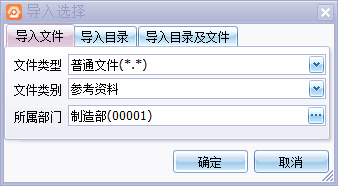 导入选择
导入文件 导入目录 导入目录及文件
文件类型 普通文件(*.*)
文件类别 参考资料
所属部门 制造部(00001) ...
确定 取消